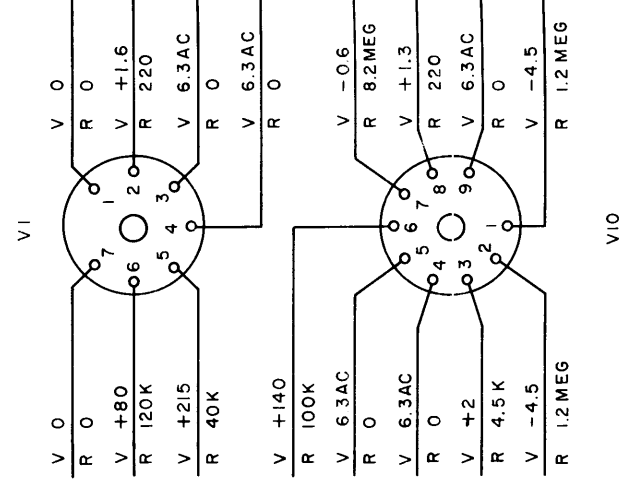 V1
V 0
R 0
V +1.6
R 220
V 6.3AC
R 0
V 6.3AC
R 0
1
2
3
4
5
6
7
V 0
R 0
V +80
R 120K
V +215
R 40K
V -0.6
R 8.2MEG
V +1.3
R 220
V 6.3AC
R 0
V -4.5
R 1.2MEG
7
8
9
6
1
5
4
3
2
V +140
R 100K
V 6.3AC
R 0
V 6.3AC
R 0
V +2
R 4.5K
V -4.5
R 1.2MEG
V10